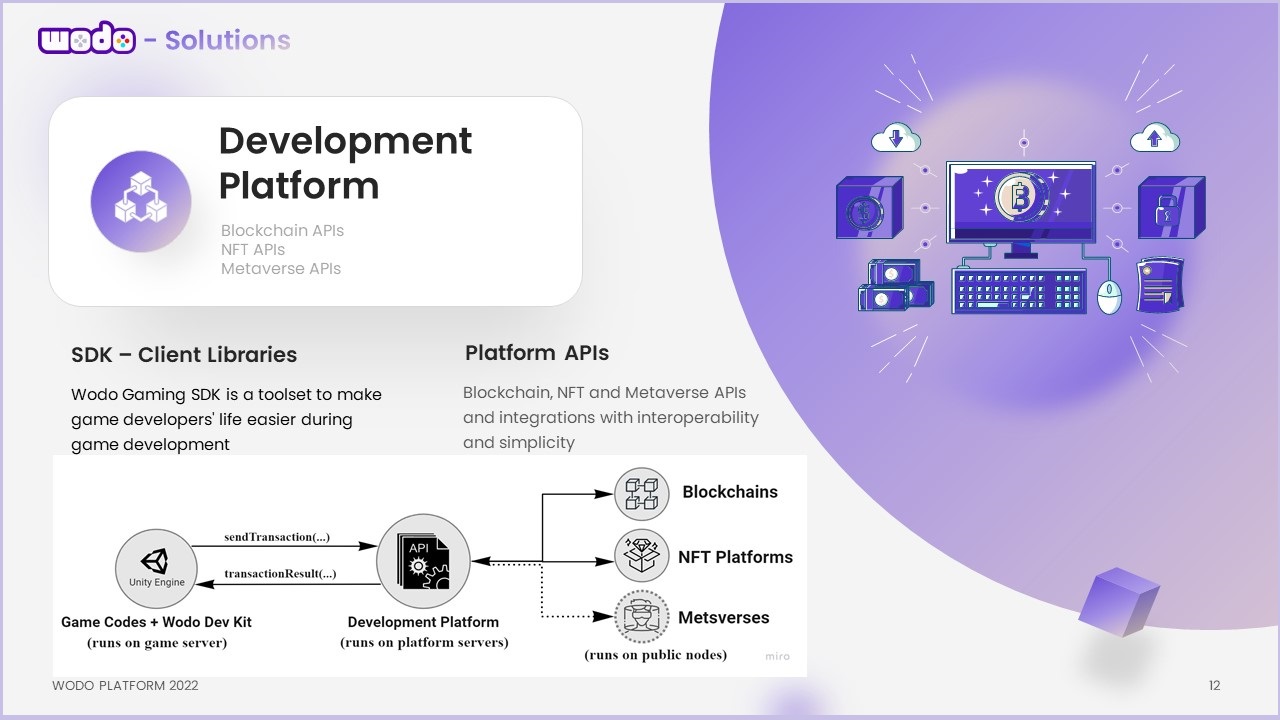 wodo - Solutions
Development
Platform
Blockchain APIs
NFT APIs
Metaverse APIs
SDK – Client Libraries
Wodo Gaming SDK is a toolset to make
game developers' life easier during
game development
Platform APIs
Blockchain, NFT and Metaverse APIs
and integrations with interoperability
and simplicity
sendTransaction(...)
transactionResult(...)
Unity Engine
Game Codes + Wodo Dev Kit
(runs on game server)
API
Development Platform
(runs on platform servers)
Blockchains
NFT Platforms
Metsverses
(runs on public nodes)
miro
WODO PLATFORM 2022
12